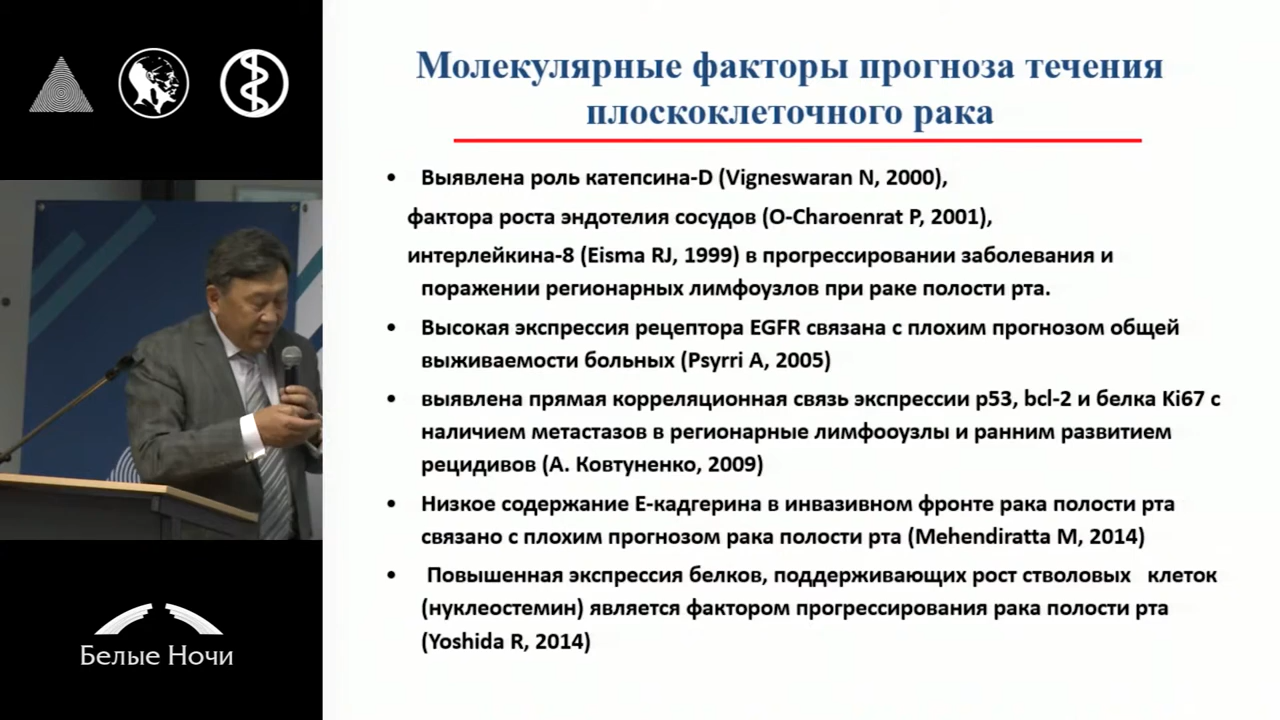 Молекулярные факторы прогноза течения
плоскоклеточного рака
• Выявлена роль катепсина-D (Vigneswaran N, 2000),
фактора роста эндотелия сосудов (O-Charoenrat P, 2001),
интерлейкина-8 (Eisma RJ, 1999) в прогрессировании заболевания и
поражении регионарных лимфоузлов при раке полости рта.
• Высокая экспрессия рецептора EGFR связана с плохим прогнозом общей
выживаемости больных (Psyrri A, 2005)
• выявлена прямая корреляционная связь экспрессии p53, bcl-2 и белка Ki67 с
наличием метастазов в регионарные лимфооузлы и ранним развитием
рецидивов (А. Ковтуненко, 2009)
• Низкое содержание Е-кадгерина в инвазивном фронте рака полости рта
связано с плохим прогнозом рака полости рта (Mehendiratta M, 2014)
• Повышенная экспрессия белков, поддерживающих рост стволовых клеток
(нуклеостемин) является фактором прогрессирования рака полости рта
(Yoshida R, 2014)
Белые Ночи